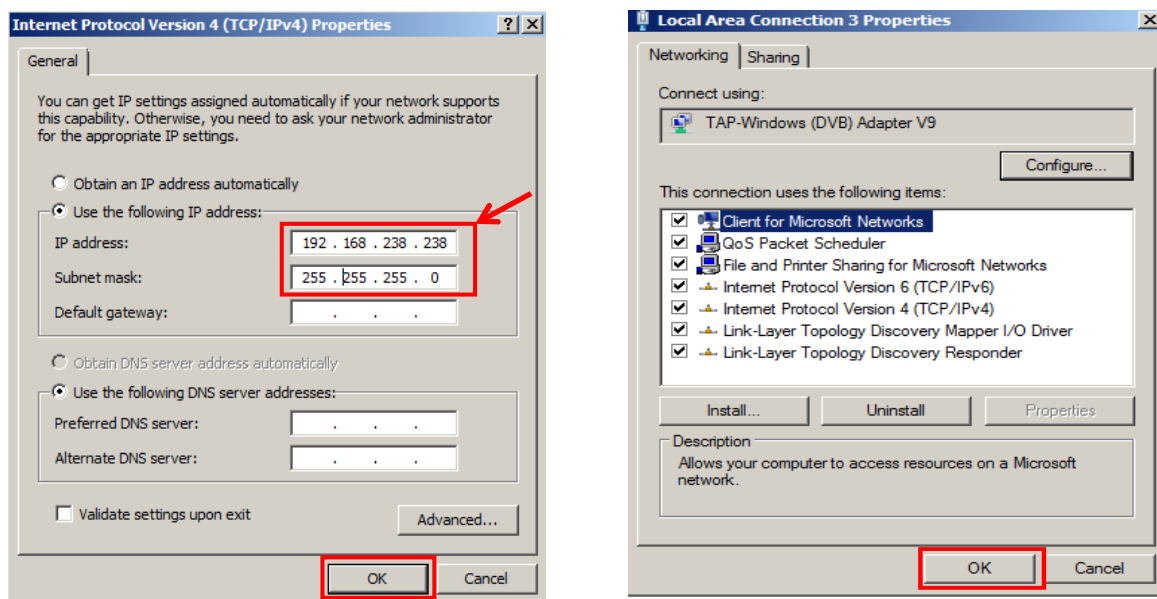 Internet Protocol Version 4 (TCP/IPv4) Properties
General
You can get IP settings assigned automatically if your network supports
this capability. Otherwise, you need to ask your network administrator
for the appropriate IP settings.
Obtain an IP address automatically
Use the following IP address:
IP address: 192 . 168 . 238 . 238
Subnet mask: 255 . 255 . 255 . 0
Default gateway: . . .
Obtain DNS server address automatically
Use the following DNS server addresses:
Preferred DNS server: . . .
Alternate DNS server: . . .
Validate settings upon exit
Advanced...
OK Cancel
Local Area Connection 3 Properties
Networking Sharing
Connect using:
TAP-Windows (DVB) Adapter V9
Configure...
This connection uses the following items:
Client for Microsoft Networks
QoS Packet Scheduler
File and Printer Sharing for Microsoft Networks
Internet Protocol Version 6 (TCP/IPv6)
Internet Protocol Version 4 (TCP/IPv4)
Link-Layer Topology Discovery Mapper I/O Driver
Link-Layer Topology Discovery Responder
Install... Uninstall Properties
Description
Allows your computer to access resources on a Microsoft
network.
OK Cancel